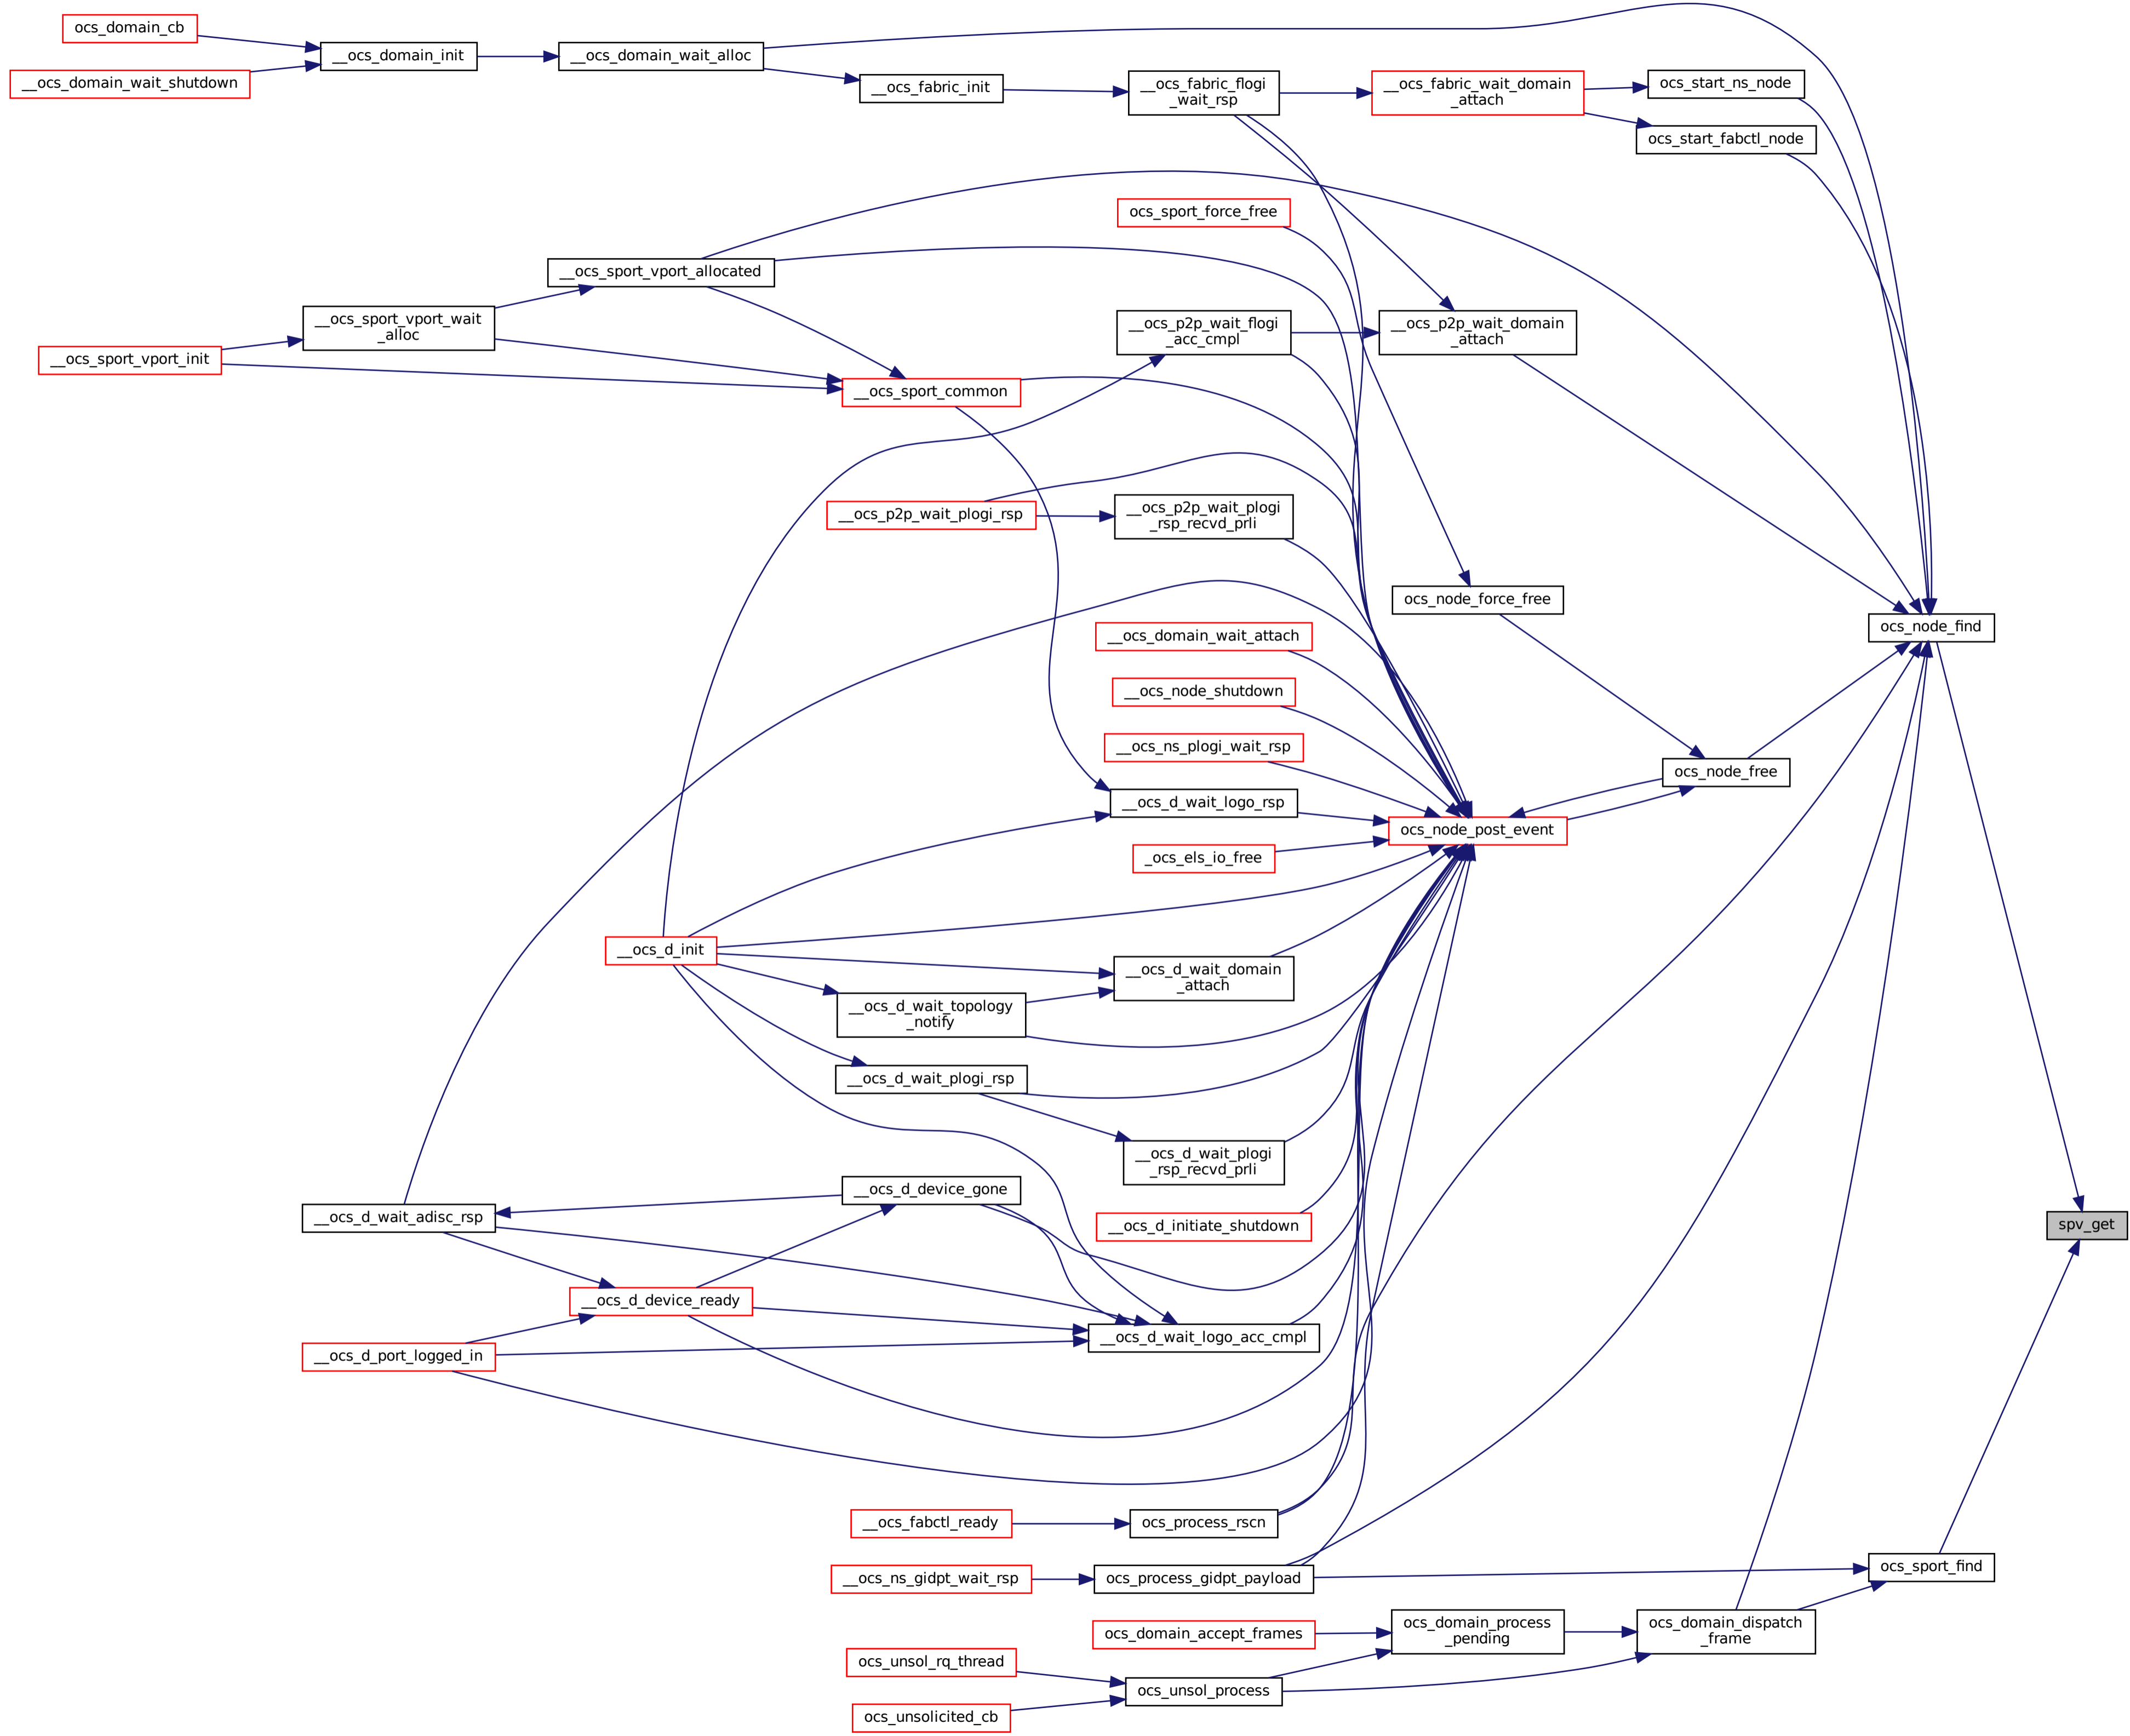 ocs_domain_cb
__ocs_domain_wait_shutdown
__ocs_domain_init
__ocs_domain_wait_alloc
__ocs_fabric_init
__ocs_fabric_flogi
_wait_rsp
__ocs_fabric_wait_domain
_attach
ocs_start_ns_node
ocs_start_fabctl_node
ocs_sport_force_free
__ocs_sport_vport_allocated
__ocs_sport_vport_wait
_alloc
__ocs_sport_vport_init
__ocs_sport_common
__ocs_p2p_wait_flogi
_acc_cmpl
__ocs_p2p_wait_domain
_attach
__ocs_p2p_wait_plogi_rsp
__ocs_p2p_wait_plogi
_rsp_recvd_prli
ocs_node_force_free
ocs_node_find
__ocs_domain_wait_attach
__ocs_node_shutdown
__ocs_ns_plogi_wait_rsp
ocs_node_free
__ocs_d_wait_logo_rsp
ocs_node_post_event
_ocs_els_io_free
__ocs_d_init
__ocs_d_wait_domain
_attach
__ocs_d_wait_topology
_notify
__ocs_d_wait_plogi_rsp
__ocs_d_wait_plogi
_rsp_recvd_prli
__ocs_d_device_gone
__ocs_d_wait_adisc_rsp
__ocs_d_initiate_shutdown
spv_get
__ocs_d_device_ready
__ocs_d_wait_logo_acc_cmpl
__ocs_d_port_logged_in
__ocs_fabctl_ready
ocs_process_rscn
__ocs_ns_gidpt_wait_rsp
ocs_process_gidpt_payload
ocs_sport_find
ocs_domain_accept_frames
ocs_domain_process
_pending
ocs_domain_dispatch
_frame
ocs_unsol_rq_thread
ocs_unsol_process
ocs_unsolicited_cb